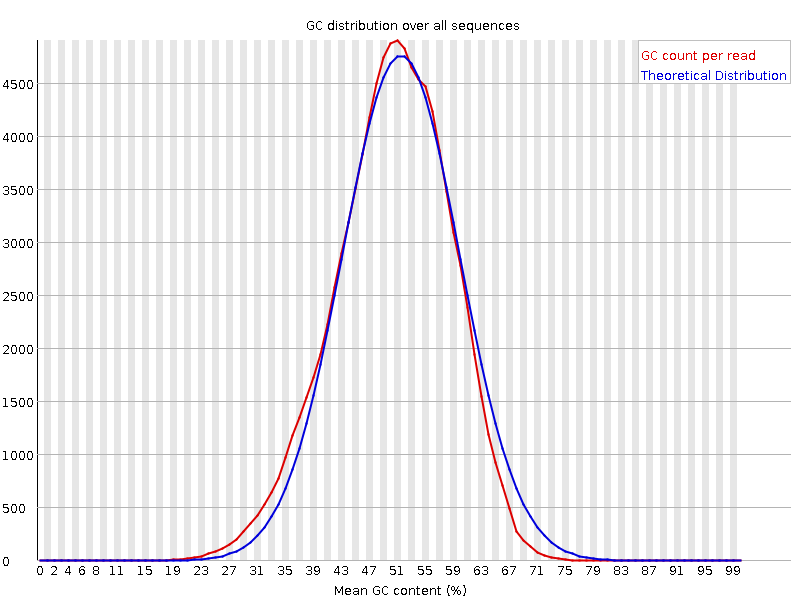 GC distribution over all sequences
GC count per read
Theoretical Distribution
4500
4000
3500
3000
2500
2000
1500
1000
500
0
0 2 4 6 8 11 15 19 23 27 31 35 39 43 47 51 55 59 63 67 71 75 79 83 87 91 95 99
Mean GC content (%)